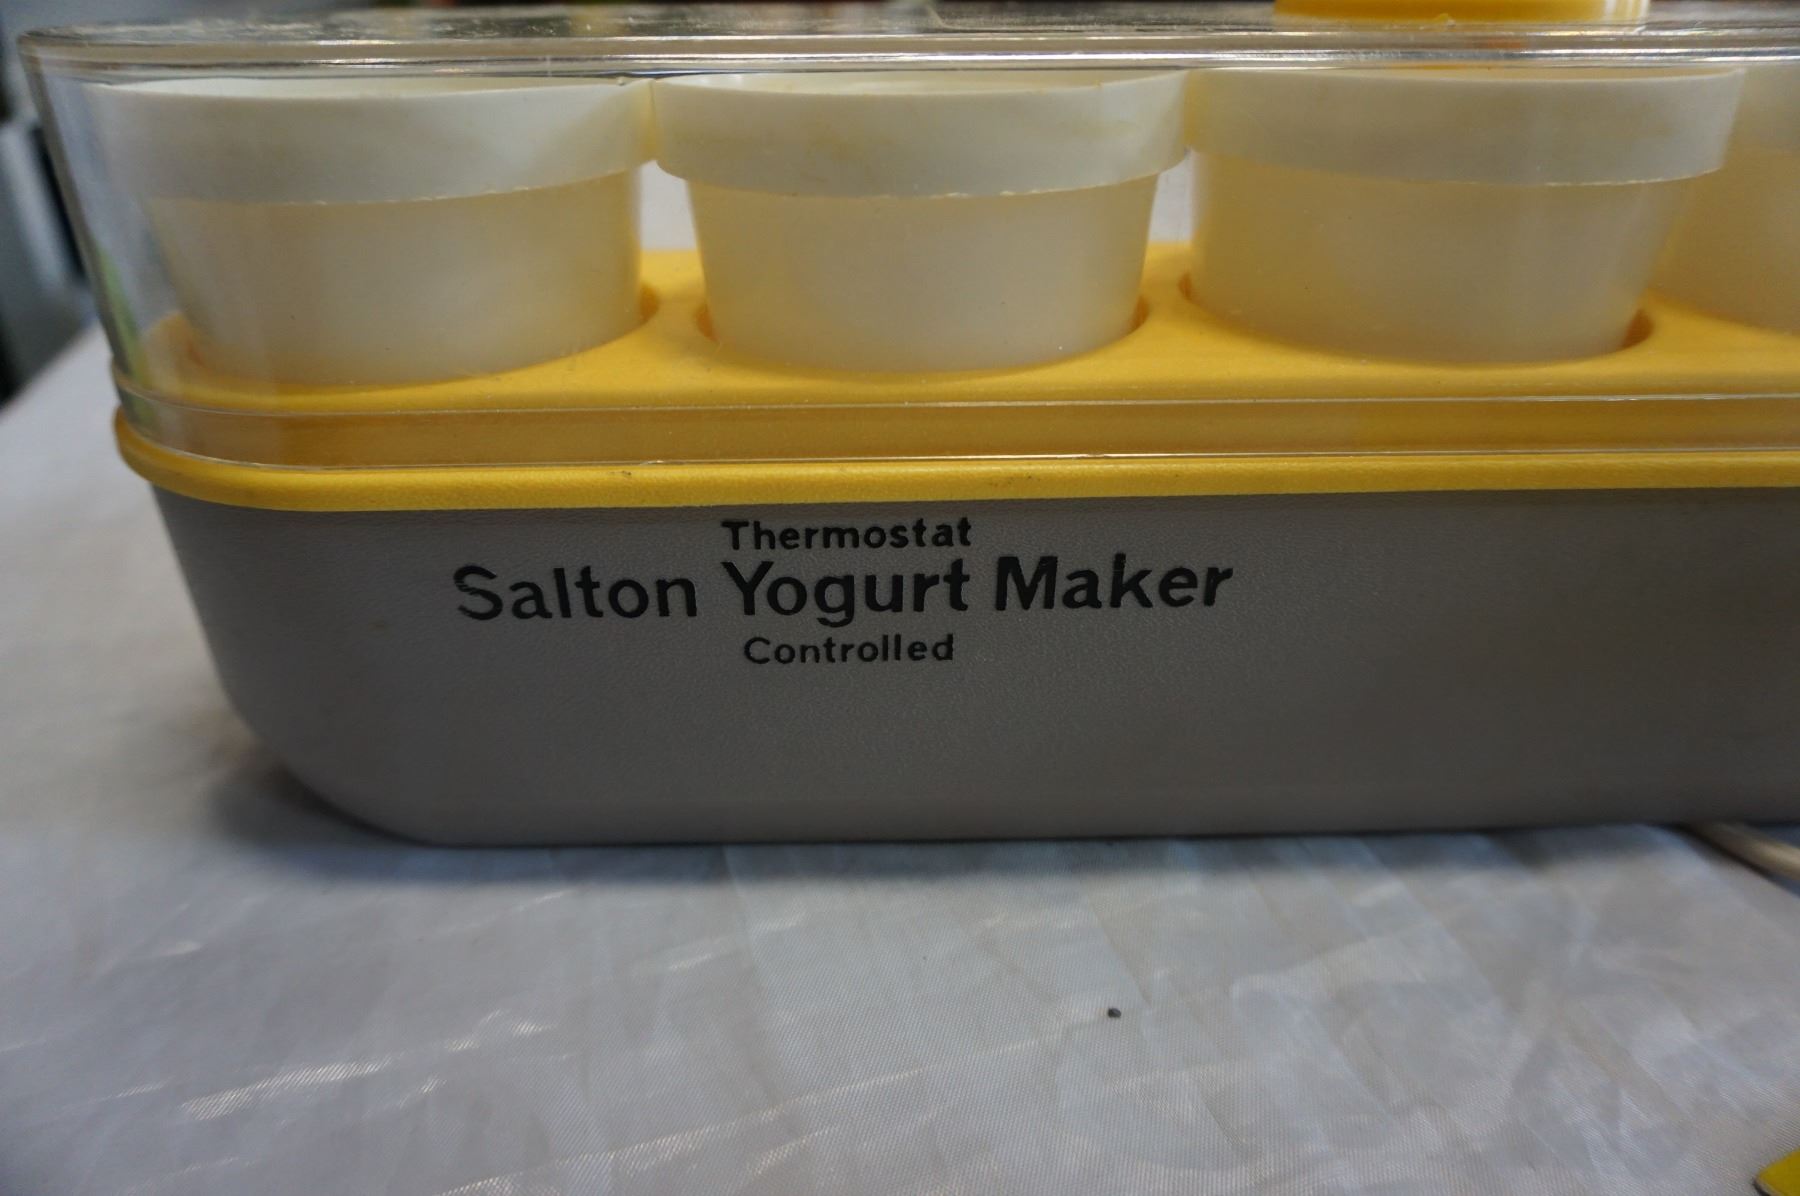 Thermostat
Salton Yogurt Maker
Controlled